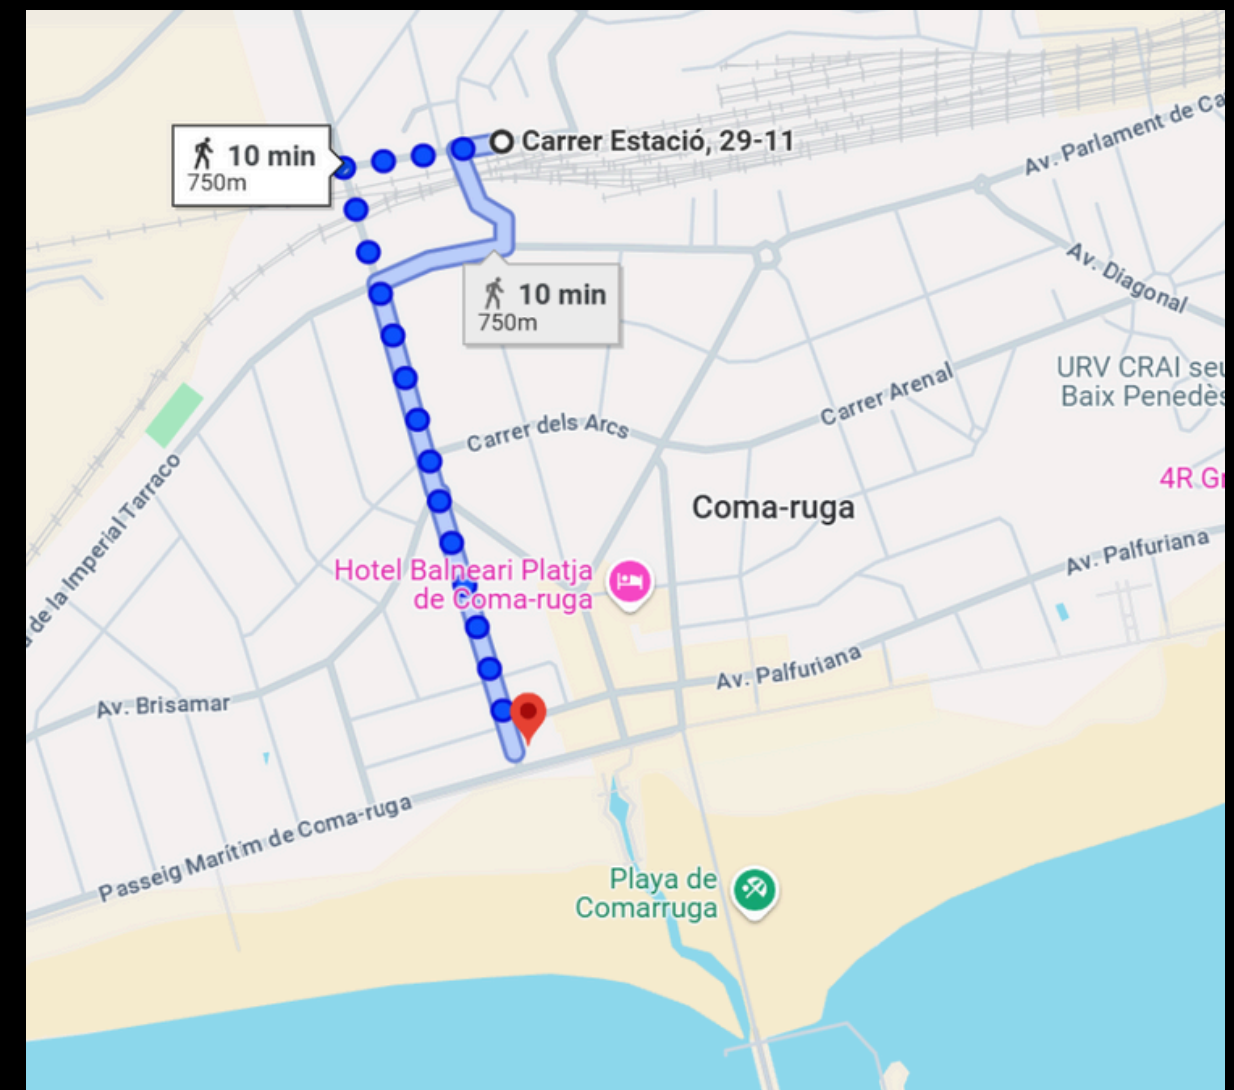 Carrer Estació, 29-11
10 min
750m
Av. Parlament de Ca
10 min
750m
Av. Diagonal
URV CRAI seu
Baix Penedès
Carrer Arenal
Carrer dels Arcs
4R Gr
Coma-ruga
a de la Imperial Tarraco
Av. Palfuriana
Hotel Balneari Platja
de Coma-ruga
Av. Palfuriana
Av. Brisamar
Passeig Marítim de Coma-ruga
Playa de
Comarruga